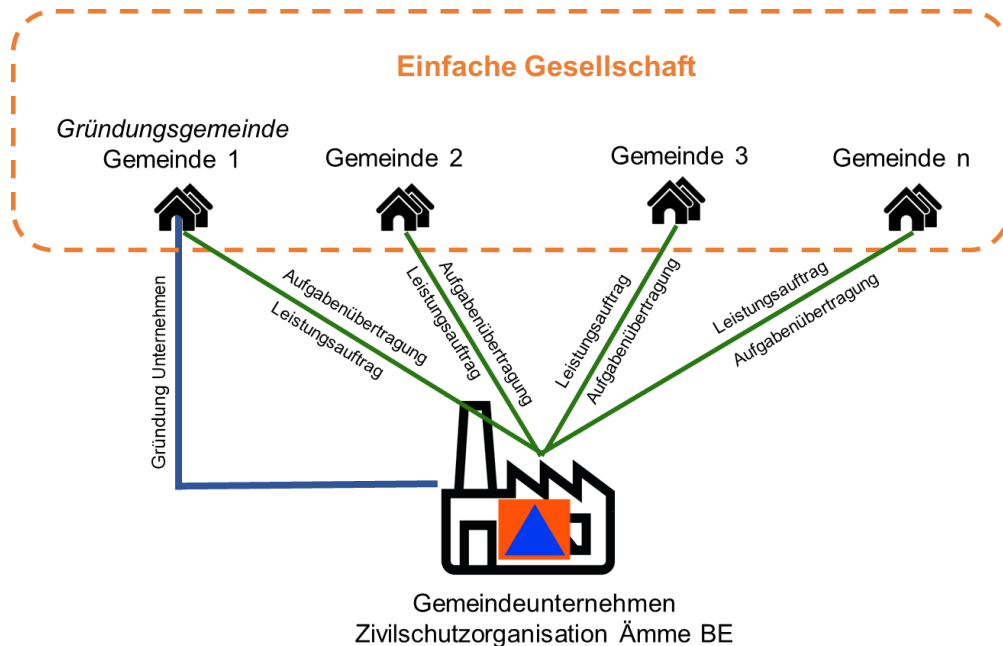 Einfache Gesellschaft
Gründungsgemeinde
Gemeinde 1
Gemeinde 2
Gemeinde 3
Gemeinde n
Gründung Unternehmen
Aufgabenübertragung
Leistungsauftrag
Aufgabenübertragung
Leistungsauftrag
Leistungsauftrag
Aufgabenübertragung
Leistungsauftrag
Aufgabenübertragung
Gemeindeunternehmen
Zivilschutzorganisation Ämme BE